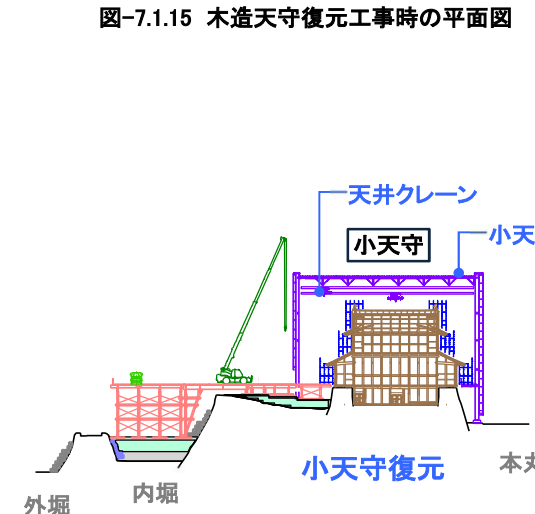 図-7.1.15 木造天守復元工事時の平面図
天井クレーン
小天守
小天
小天守復元
本丸
内堀
外堀